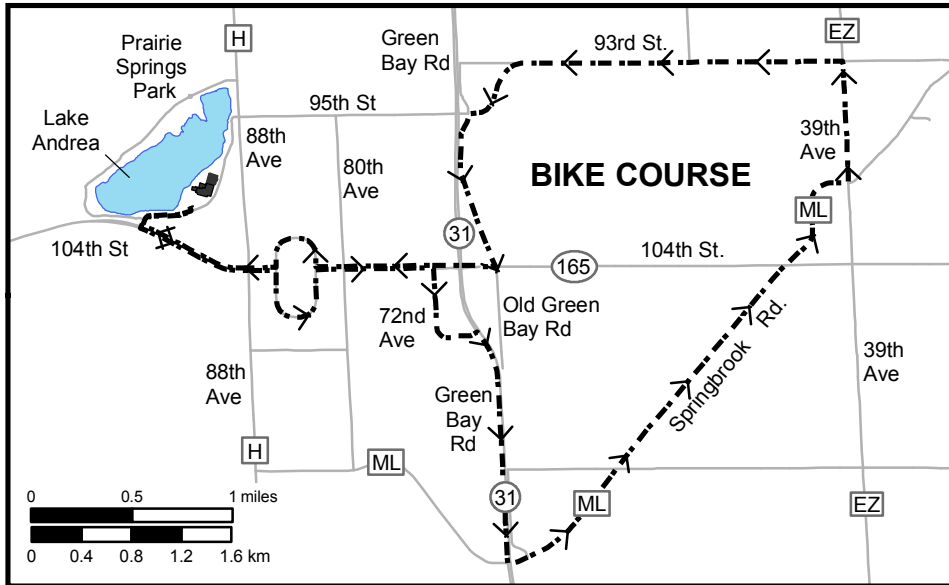 H
EZ
Prairie
Springs
Park
Green
Bay Rd
93rd St.
95th St
Lake
Andrea
88th
Ave
80th
Ave
39th
Ave
BIKE COURSE
ML
31
104th St
165
104th St.
72nd
Ave
Old Green
Bay Rd
Springbrook Rd.
88th
Ave
39th
Ave
Green
Bay
Rd
H
ML
31
ML
EZ
0 0.5 1 miles
0 0.4 0.8 1.2 1.6 km